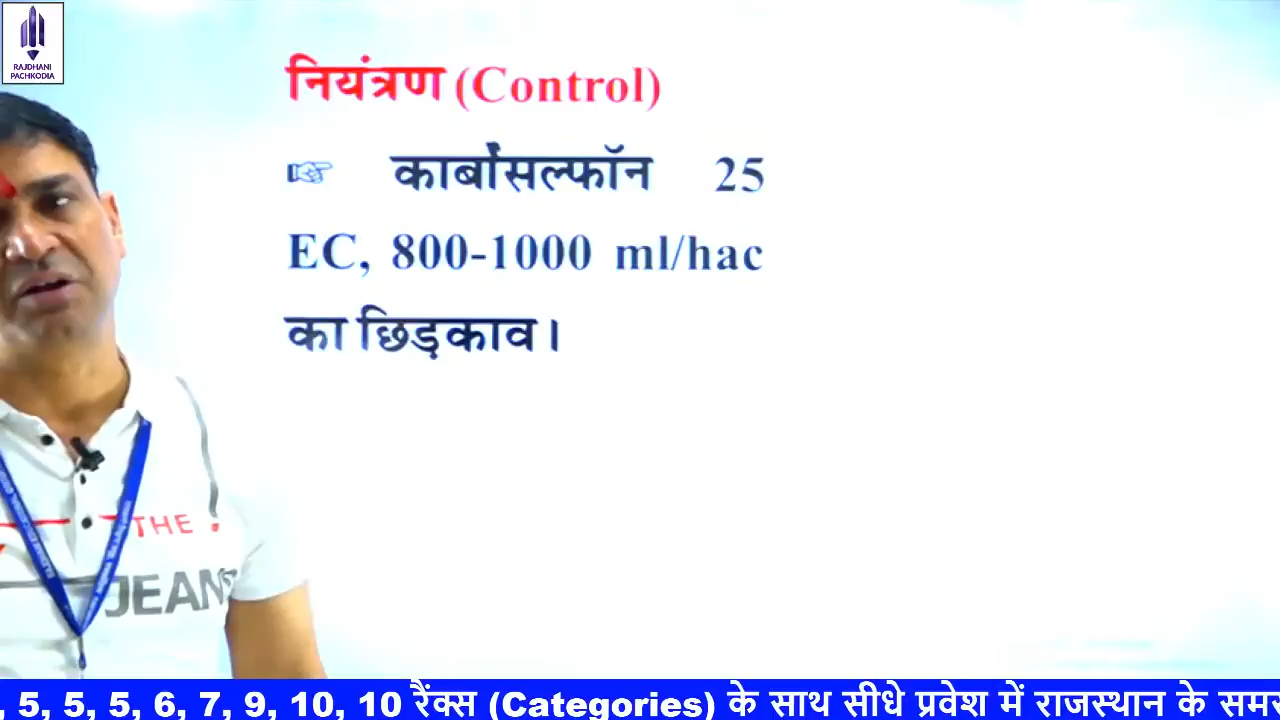 RAJDHANI
PACHKODIA
नियंत्रण (Control)
☞ कार्बोसल्फॉन 25
EC, 800-1000 ml/hac
का छिड़काव।
THE
JEANS
, 5, 5, 5, 6, 7, 9, 10, 10 रैंक्स (Categories) के साथ सीधे प्रवेश में राजस्थान के समस